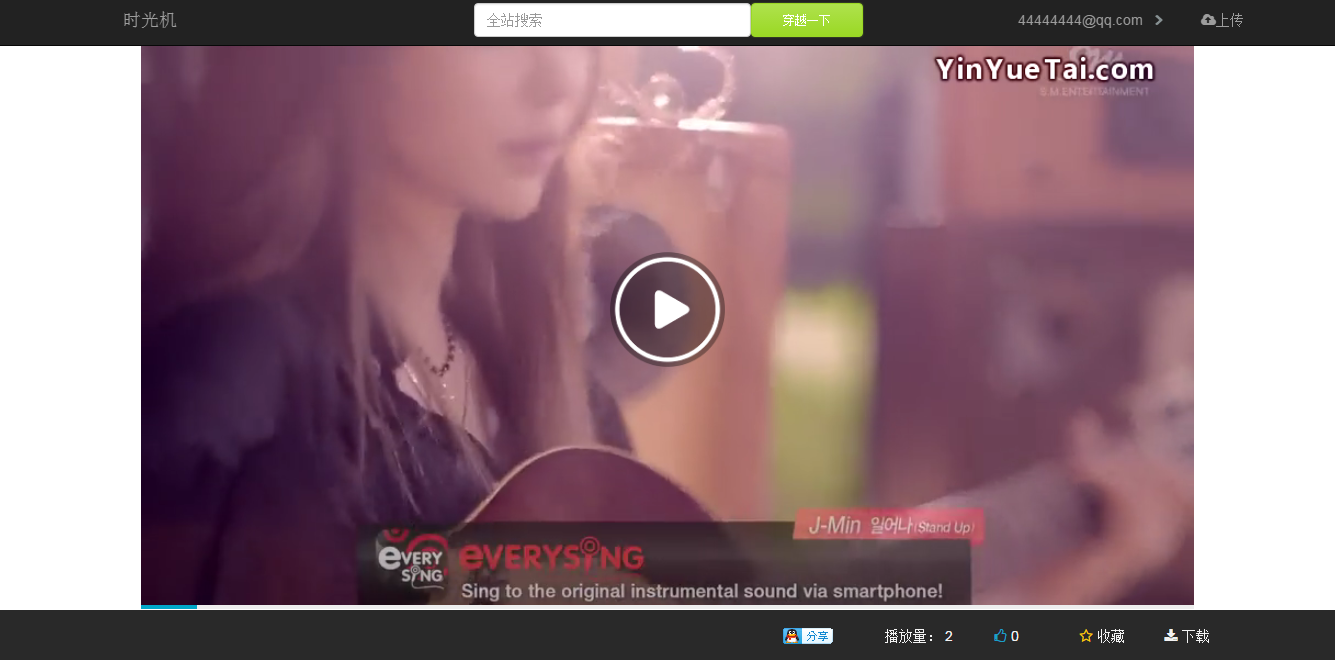 时光机
全站搜索
穿越一下
44444444@qq.com
上传
YinYueTai.com
S.M.ENTERTAINMENT
J-Min 일어나 (Stand Up)
eVERY SiNG
eVERYSiNG
Sing to the original instrumental sound via smartphone!
分享
播放量： 2
0
收藏
下载